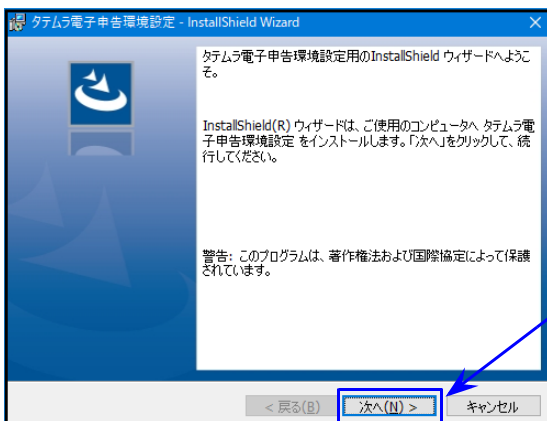 タテムラ電子申告環境設定 - InstallShield Wizard
タテムラ電子申告環境設定用のInstallShield ウィザードへようこ
そ。
InstallShield(R) ウィザードは、ご使用のコンピュータへ タテムラ電
子申告環境設定 をインストールします。「次へ」をクリックして、続
行してください。
警告: このプログラムは、著作権法および国際協定によって保護
されています。
< 戻る(B)
次へ(N) >
キャンセル